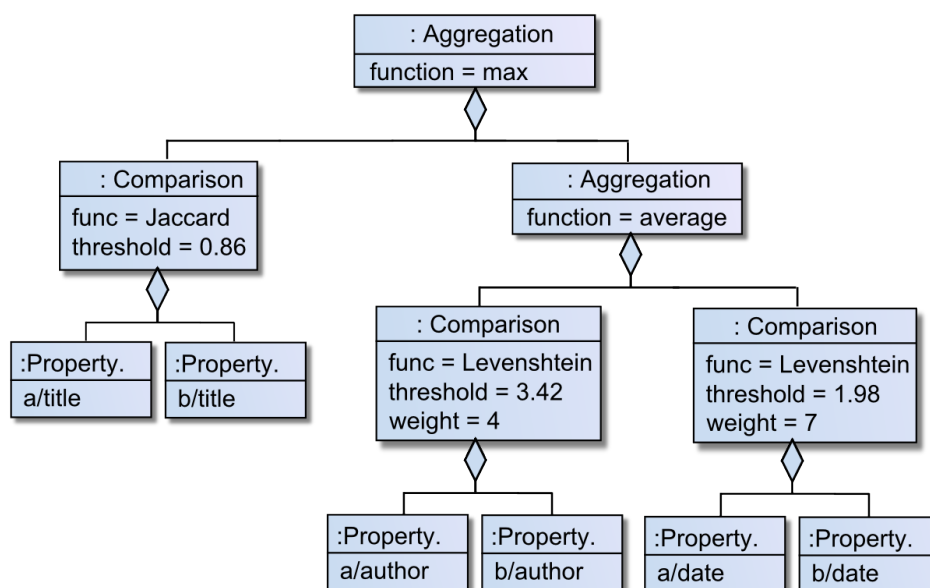 : Aggregation
function = max
: Comparison
func = Jaccard
threshold = 0.86
: Aggregation
function = average
:Property.
a/title
:Property.
b/title
: Comparison
func = Levenshtein
threshold = 3.42
weight = 4
: Comparison
func = Levenshtein
threshold = 1.98
weight = 7
:Property.
a/author
:Property.
b/author
:Property.
a/date
:Property.
b/date